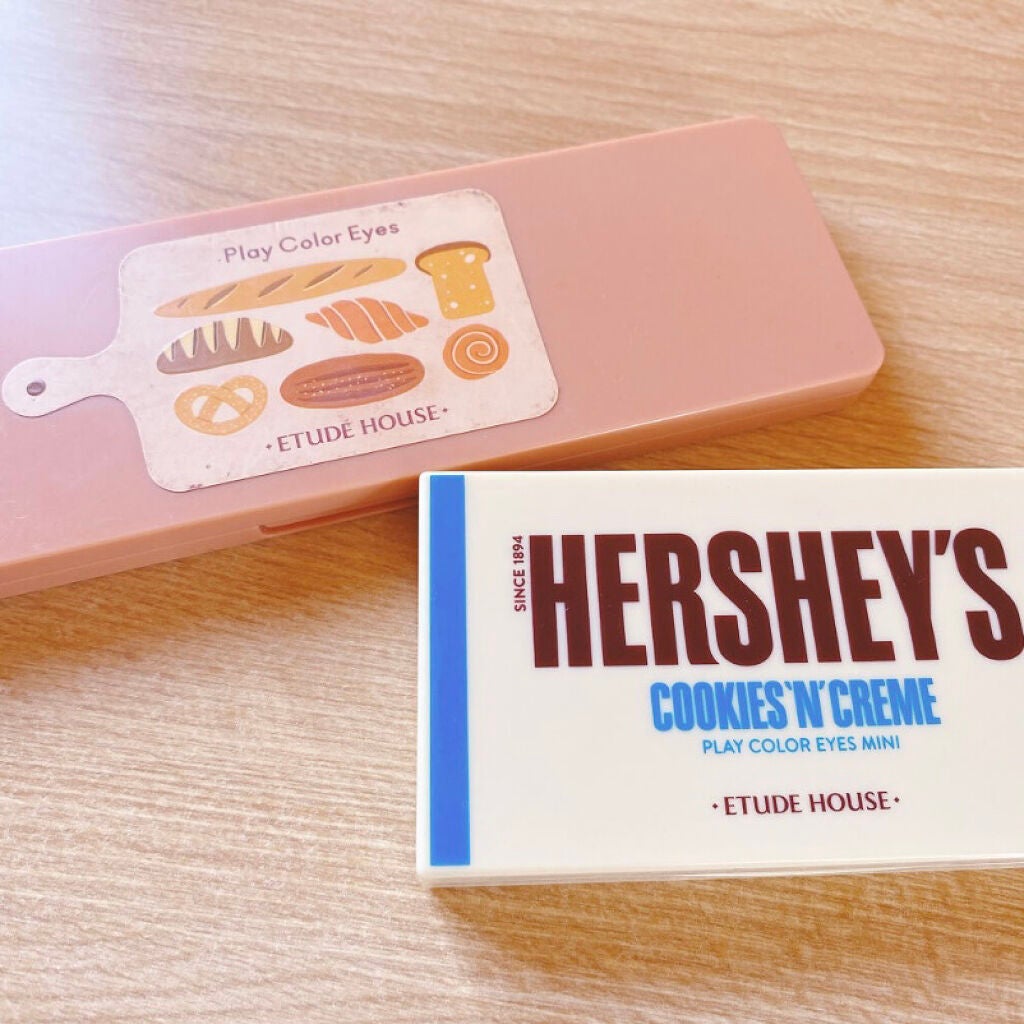 Play Color Eyes
·ETUDE HOUSE·
SINCE 1894
HERSHEY'S
COOKIES 'N' CREME
PLAY COLOR EYES MINI
·ETUDE HOUSE·